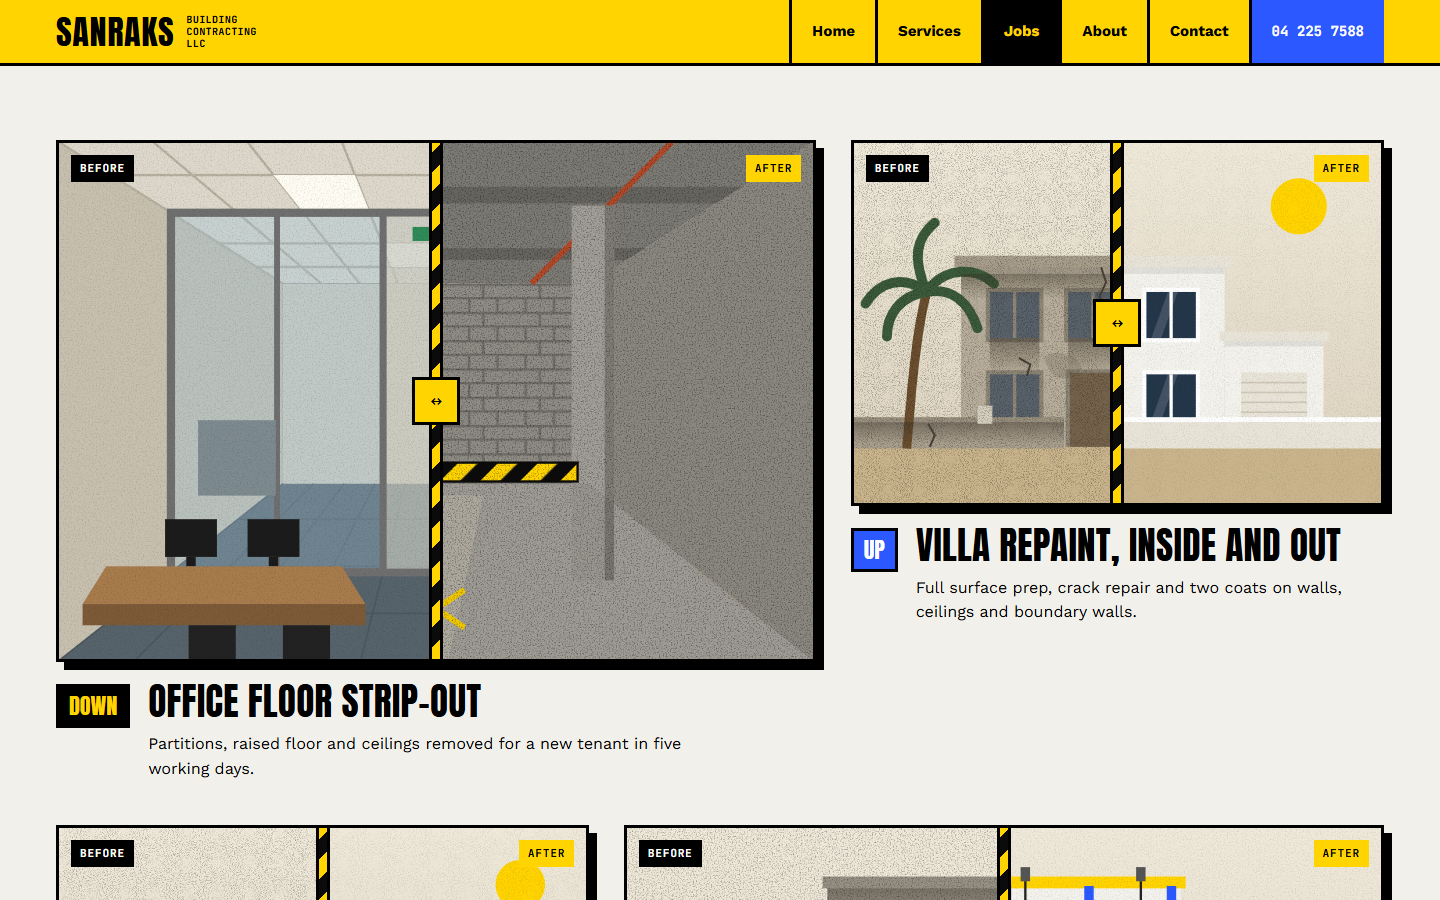 SANRAKS
BUILDING
CONTRACTING
LLC
Home
Services
Jobs
About
Contact
04 225 7588
BEFORE
AFTER
BEFORE
AFTER
DOWN
OFFICE FLOOR STRIP-OUT
Partitions, raised floor and ceilings removed for a new tenant in five
working days.
UP
VILLA REPAINT, INSIDE AND OUT
Full surface prep, crack repair and two coats on walls,
ceilings and boundary walls.
BEFORE
AFTER
BEFORE
AFTER